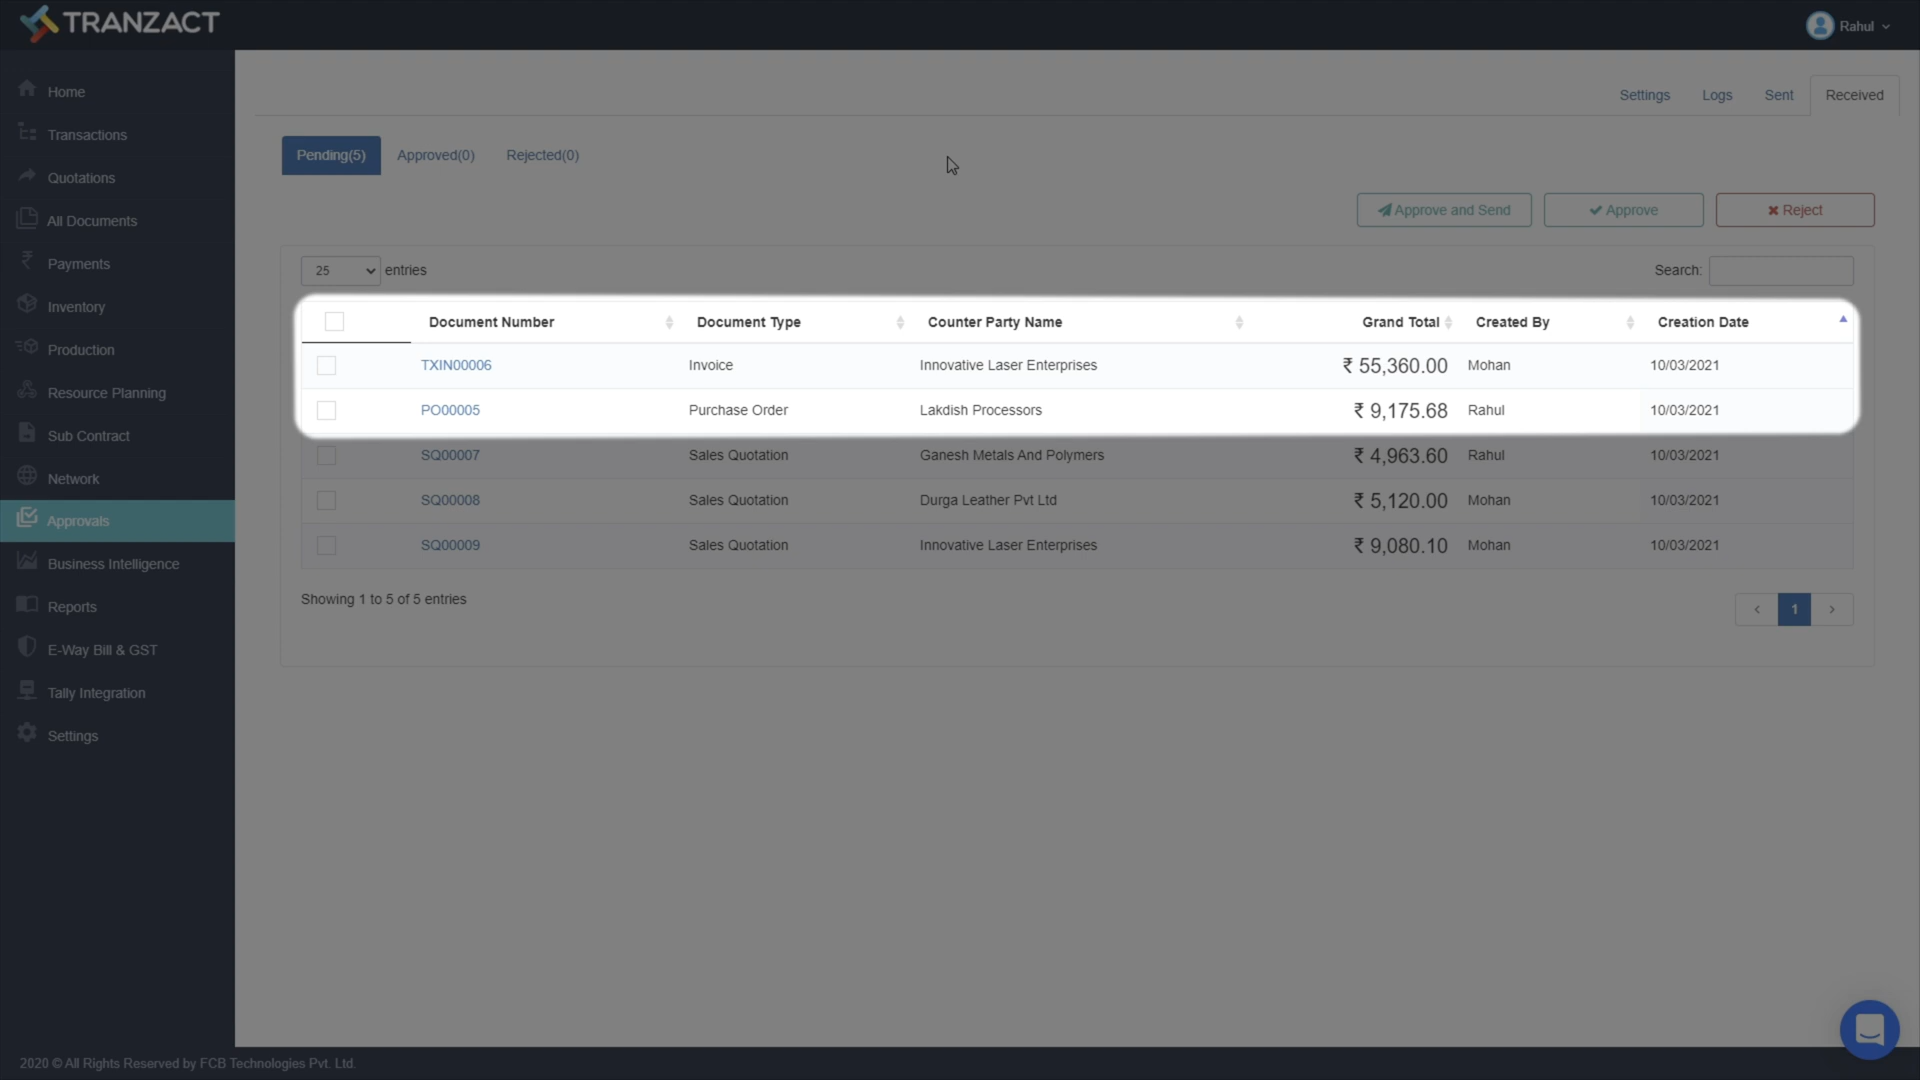 TRANZACT
Rahul
Home
Transactions
Quotations
All Documents
Payments
Inventory
Production
Resource Planning
Sub Contract
Network
Approvals
Business Intelligence
Reports
E-Way Bill & GST
Tally Integration
Settings
Settings Logs Sent Received
Pending(5) Approved(0) Rejected(0)
Approve and Send Approve Reject
25 entries Search:
Document Number Document Type Counter Party Name Grand Total Created By Creation Date
TXIN00006 Invoice Innovative Laser Enterprises ₹ 55,360.00 Mohan 10/03/2021
PO00005 Purchase Order Lakdish Processors ₹ 9,175.68 Rahul 10/03/2021
SQ00007 Sales Quotation Ganesh Metals And Polymers ₹ 4,963.60 Rahul 10/03/2021
SQ00008 Sales Quotation Durga Leather Pvt Ltd ₹ 5,120.00 Mohan 10/03/2021
SQ00009 Sales Quotation Innovative Laser Enterprises ₹ 9,080.10 Mohan 10/03/2021
Showing 1 to 5 of 5 entries
1
2020 © All Rights Reserved by FCB Technologies Pvt. Ltd.